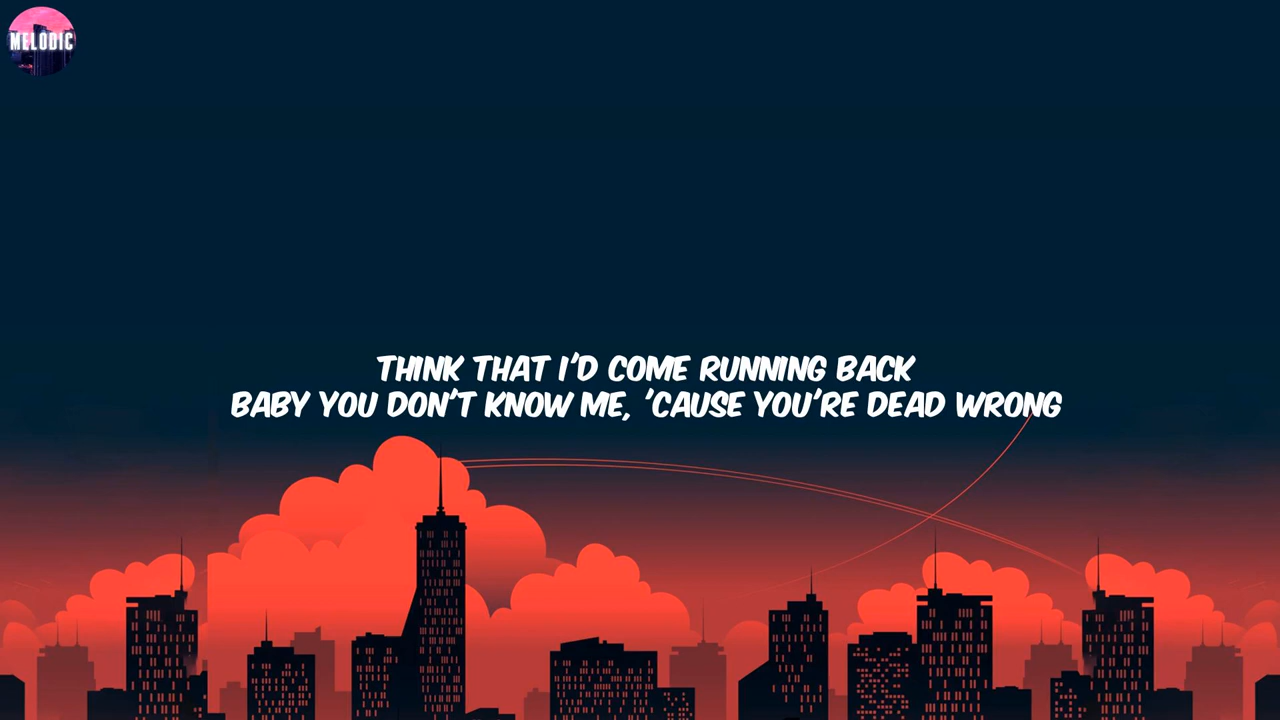 MELODIC
THINK THAT I'D COME RUNNING BACK
BABY YOU DON'T KNOW ME, 'CAUSE YOU'RE DEAD WRONG